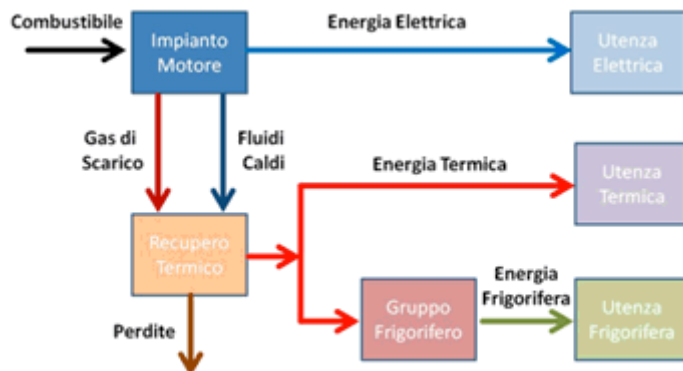 Combustibile
Impianto
Motore
Energia Elettrica
Utenza
Elettrica
Gas di
Scarico
Fluidi
Caldi
Energia Termica
Utenza
Termica
Recupero
Termico
Perdite
Gruppo
Frigorifero
Energia
Frigorifera
Utenza
Frigorifera